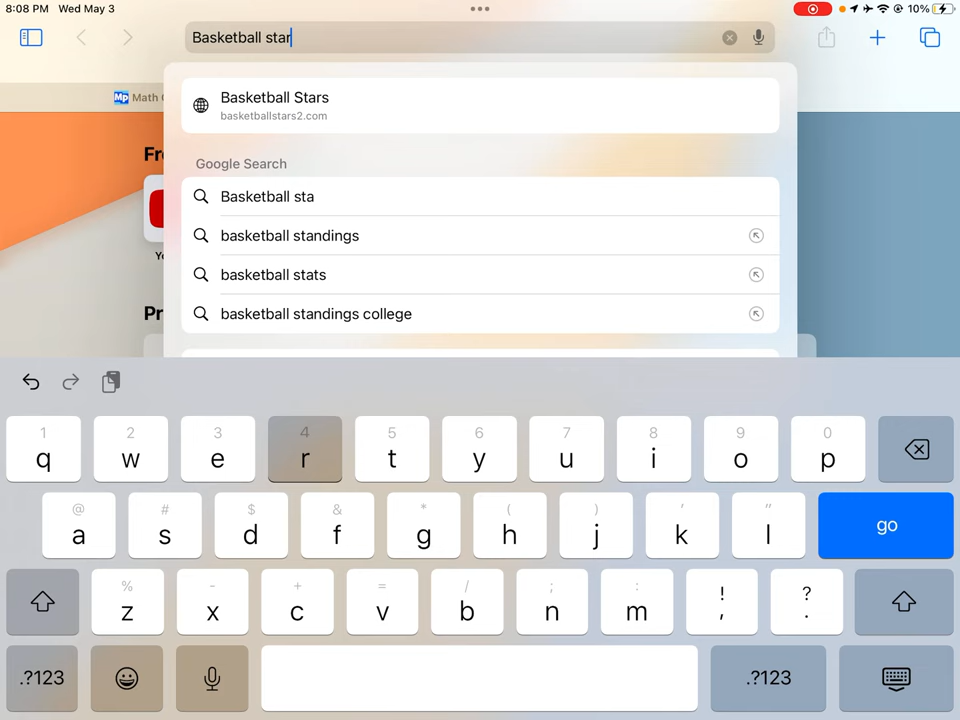 8:08 PM Wed May 3
10%
Basketball star
Mp Math
Basketball Stars
basketballstars2.com
Fr
Google Search
Basketball sta
basketball standings
basketball stats
Pr
basketball standings college
1 2 3 4 5 6 7 8 9 0
q w e r t y u i o p
@ # $ & * ( ) ' "
a s d f g h j k l go
% - + = / ; : ! ?
z x c v b n m , .
.?123 .?123